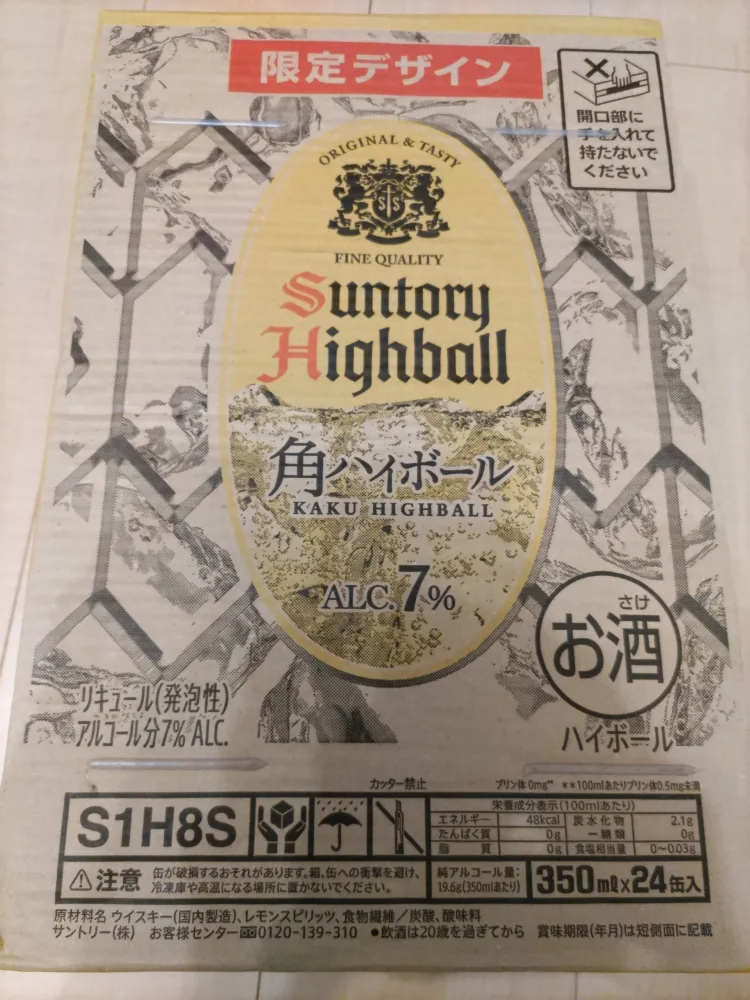 限定デザイン
開口部に
手を入れて
持たないで
ください
ORIGINAL & TASTY
SS
FINE QUALITY
Suntory
Highball
角ハイボール
KAKU HIGHBALL
ALC.7%
さけ
お酒
ハイボール
リキュール(発泡性)
アルコール分7% ALC.
カッター禁止
プリン体0mg** **100mlあたりプリン体0.5mg未満
S1H8S
栄養成分表示(100mlあたり)
エネルギー 48kcal 炭水化物 2.1g
たんぱく質 0g ー糖類 0g
脂質 0g 食塩相当量 0~0.03g
注意 缶が破損するおそれがあります。箱、缶への衝撃を避け、
冷凍庫や高温になる場所に置かないでください。
純アルコール量:
19.6g(350mlあたり)
350ml×24缶入
原材料名 ウイスキー(国内製造)、レモンスピリッツ、食物繊維/炭酸、酸味料
サントリー(株) お客様センター 0120-139-310 ●飲酒は20歳を過ぎてから 賞味期限(年月)は短側面に記載